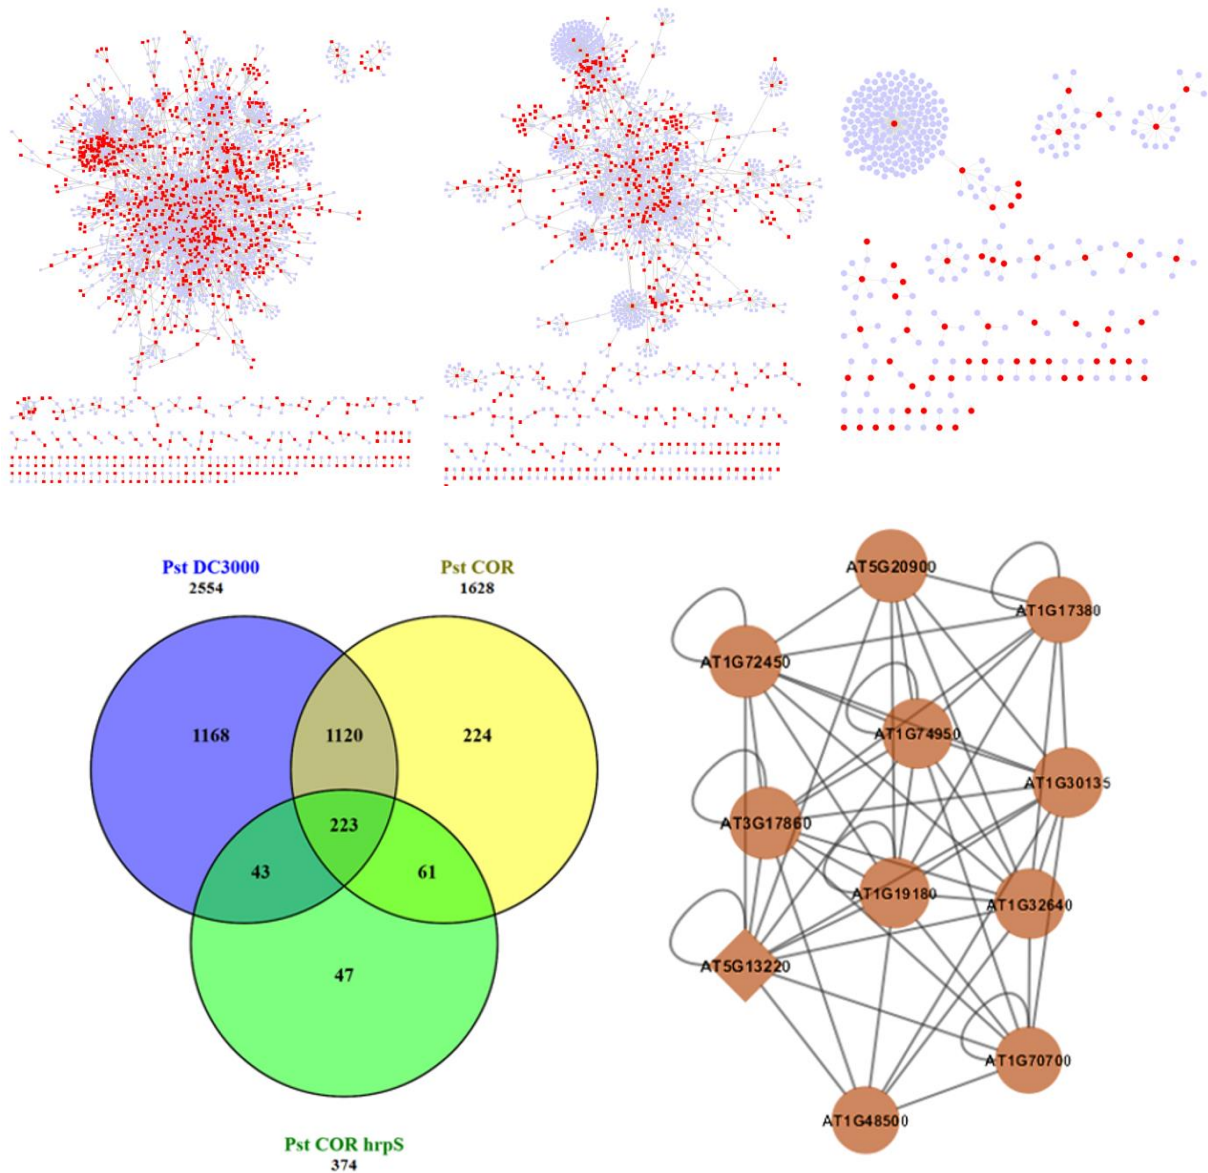 Pst DC3000
2554
Pst COR
1628
1168
1120
224
223
43
61
47
Pst COR hrpS
374
AT5G20900
AT1G17380
AT1G72450
AT1G74950
AT1G30135
AT3G17860
AT1G19180
AT1G32640
AT5G13220
AT1G70700
AT1G48500